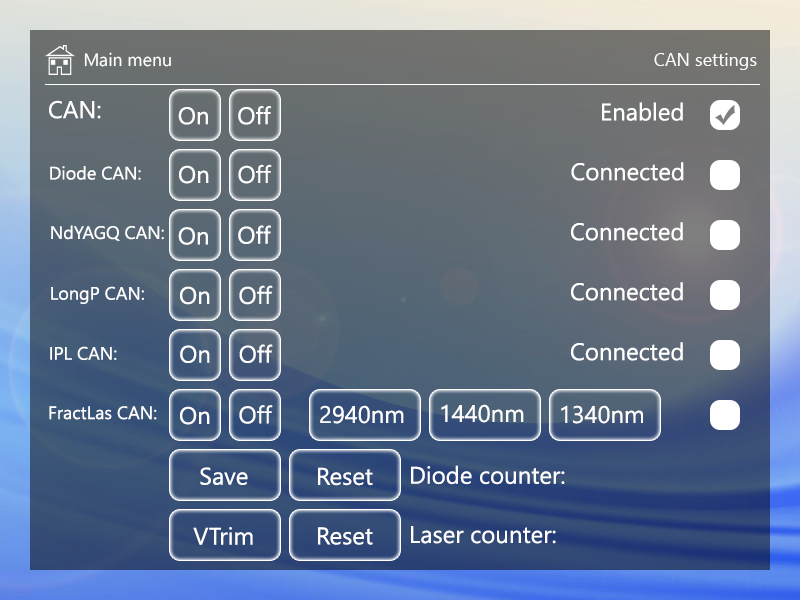 Main menu CAN settings
CAN: On Off Enabled
Diode CAN: On Off Connected
NdYAGQ CAN: On Off Connected
LongP CAN: On Off Connected
IPL CAN: On Off Connected
FractLas CAN: On Off 2940nm 1440nm 1340nm
Save Reset Diode counter:
VTrim Reset Laser counter: